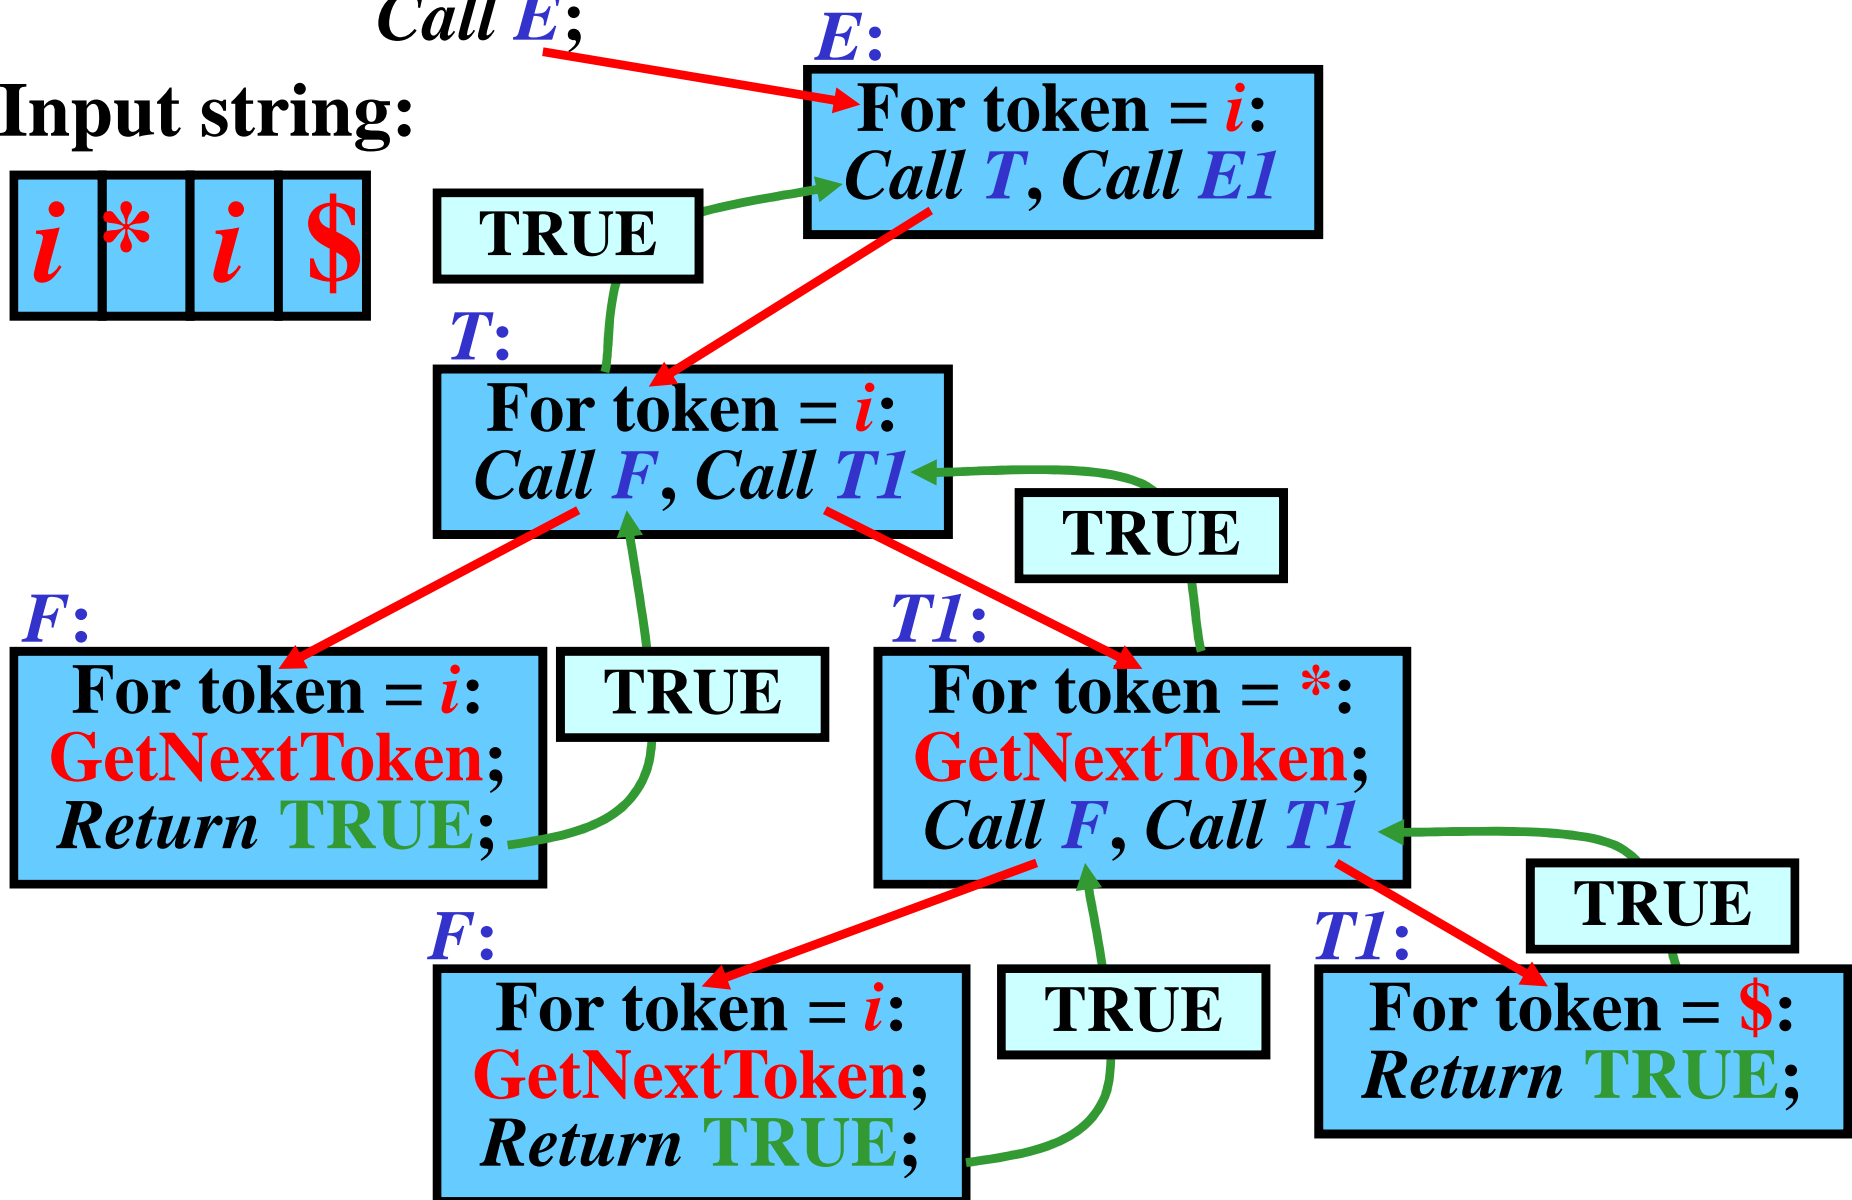 Call E;
E:
Input string:
For token = i:
Call T, Call E1
i * i $
TRUE
T:
For token = i:
Call F, Call T1
TRUE
F:
T1:
For token = i:
GetNextToken;
Return TRUE;
TRUE
For token = *:
GetNextToken;
Call F, Call T1
TRUE
F:
T1:
For token = i:
GetNextToken;
Return TRUE;
TRUE
For token = $:
Return TRUE;